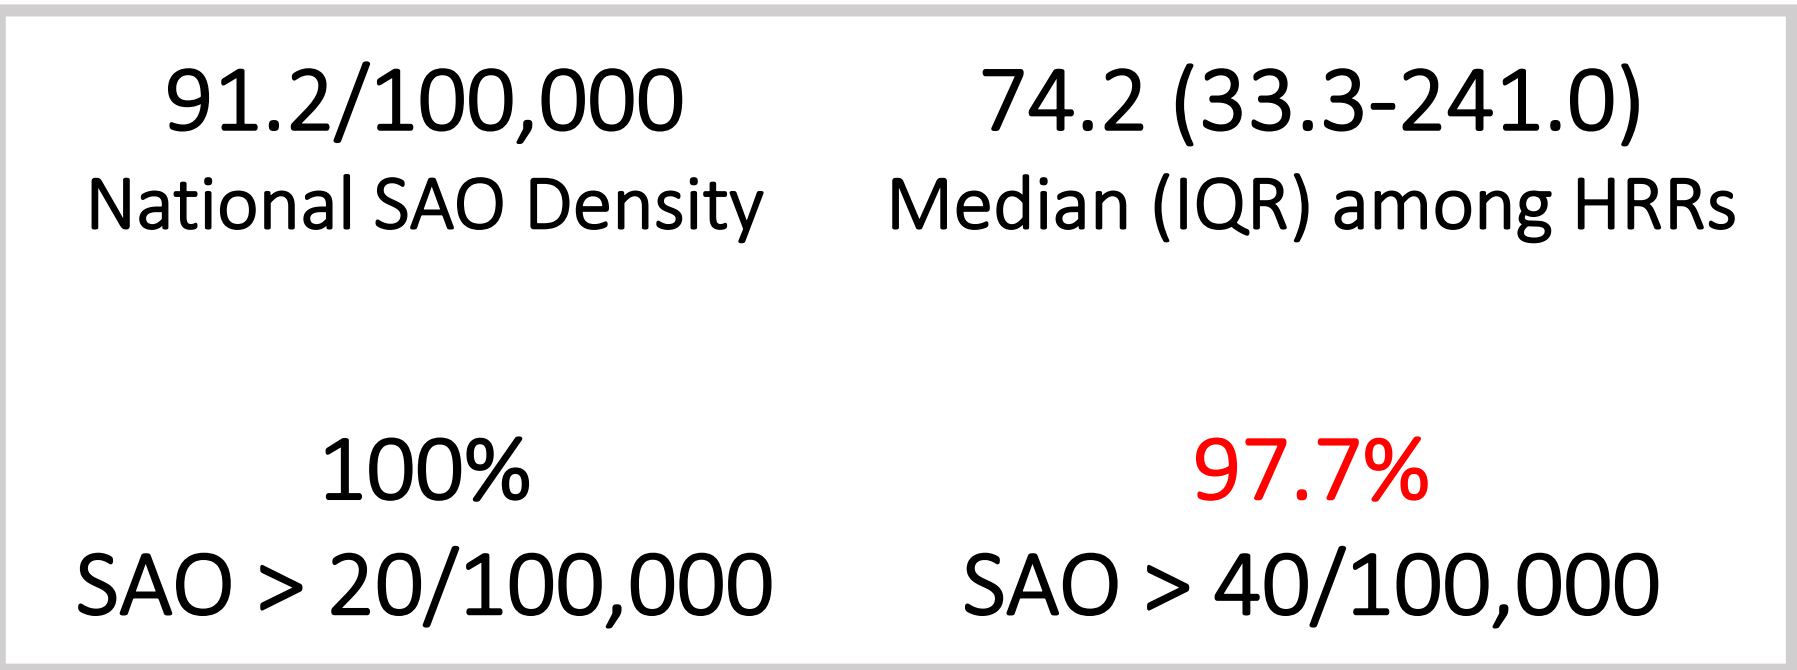 91.2/100,000
National SAO Density
74.2 (33.3-241.0)
Median (IQR) among HRRs
100%
SAO > 20/100,000
97.7%
SAO > 40/100,000